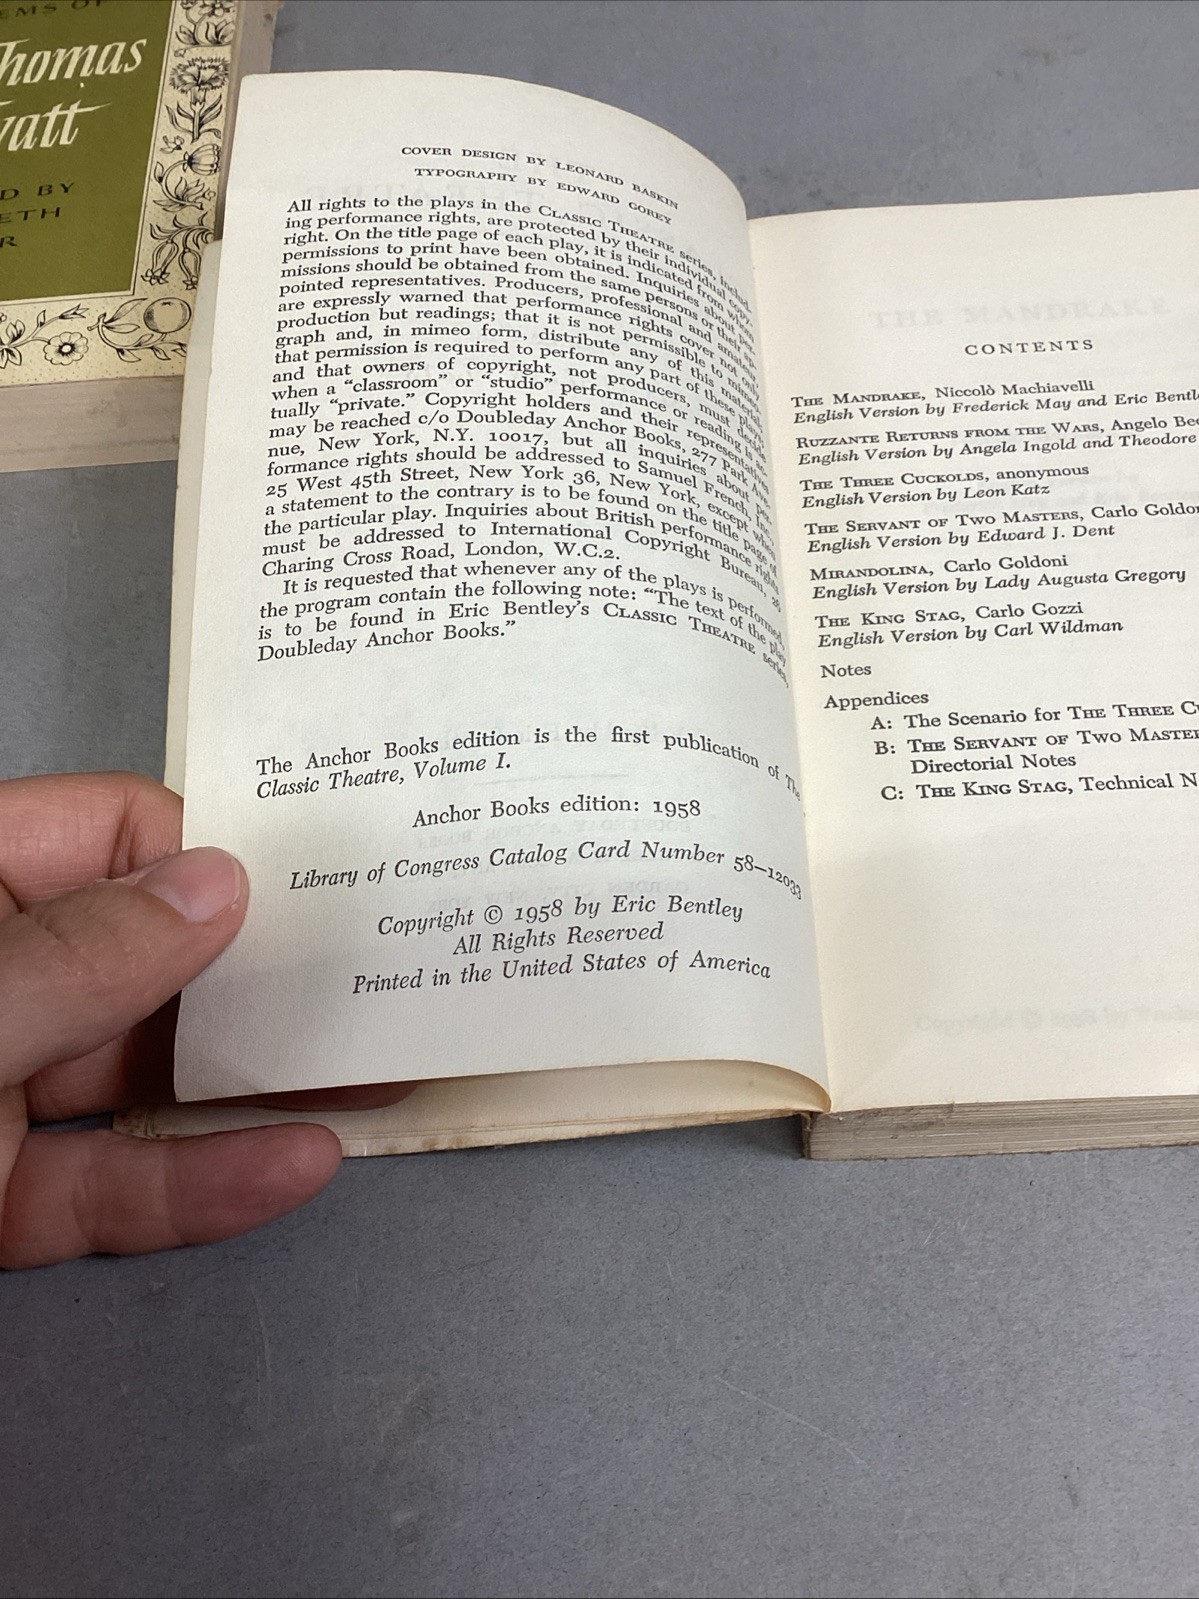 EMS OF
Thomas
yatt
D BY
ETH
R
COVER DESIGN BY LEONARD BASKIN
TYPOGRAPHY BY EDWARD GOREY
All rights to the plays in the CLASSIC THEATRE series, includ-
ing performance rights, are protected by their individual copy-
right. On the title page of each play, it is indicated from whom
permissions to print have been obtained. Inquiries about per-
missions should be obtained from the same persons or their ap-
pointed representatives. Producers, professional and amateur,
are expressly warned that performance rights cover not only
production but readings; that it is not permissible to mimeo-
graph and, in mimeo form, distribute any of this material;
that permission is required to perform any part of these plays;
and that owners of copyright, not producers, must decide
when a “classroom” or “studio” performance or reading is ac-
tually “private.” Copyright holders and their representatives
may be reached c/o Doubleday Anchor Books, 277 Park Ave-
nue, New York, N.Y. 10017, but all inquiries about per-
formance rights should be addressed to Samuel French, Inc.,
25 West 45th Street, New York 36, New York, except when
a statement to the contrary is to be found on the title page of
the particular play. Inquiries about British performance rights
must be addressed to International Copyright Bureau, 26
Charing Cross Road, London, W.C.2.
It is requested that whenever any of the plays is performed,
the program contain the following note: “The text of the play
is to be found in Eric Bentley’s CLASSIC THEATRE series,
Doubleday Anchor Books.”
The Anchor Books edition is the first publication of The
Classic Theatre, Volume I.
Anchor Books edition: 1958
Library of Congress Catalog Card Number 58–12033
Copyright © 1958 by Eric Bentley
All Rights Reserved
Printed in the United States of America
THE MANDRAKE
CONTENTS
THE MANDRAKE, Niccolò Machiavelli
English Version by Frederick May and Eric Bentl
RUZZANTE RETURNS FROM THE WARS, Angelo Beo
English Version by Angela Ingold and Theodore
THE THREE CUCKOLDS, anonymous
English Version by Leon Katz
THE SERVANT OF TWO MASTERS, Carlo Goldon
English Version by Edward J. Dent
MIRANDOLINA, Carlo Goldoni
English Version by Lady Augusta Gregory
THE KING STAG, Carlo Gozzi
English Version by Carl Wildman
Notes
Appendices
A: The Scenario for THE THREE CU
B: THE SERVANT OF TWO MASTER
Directorial Notes
C: THE KING STAG, Technical N